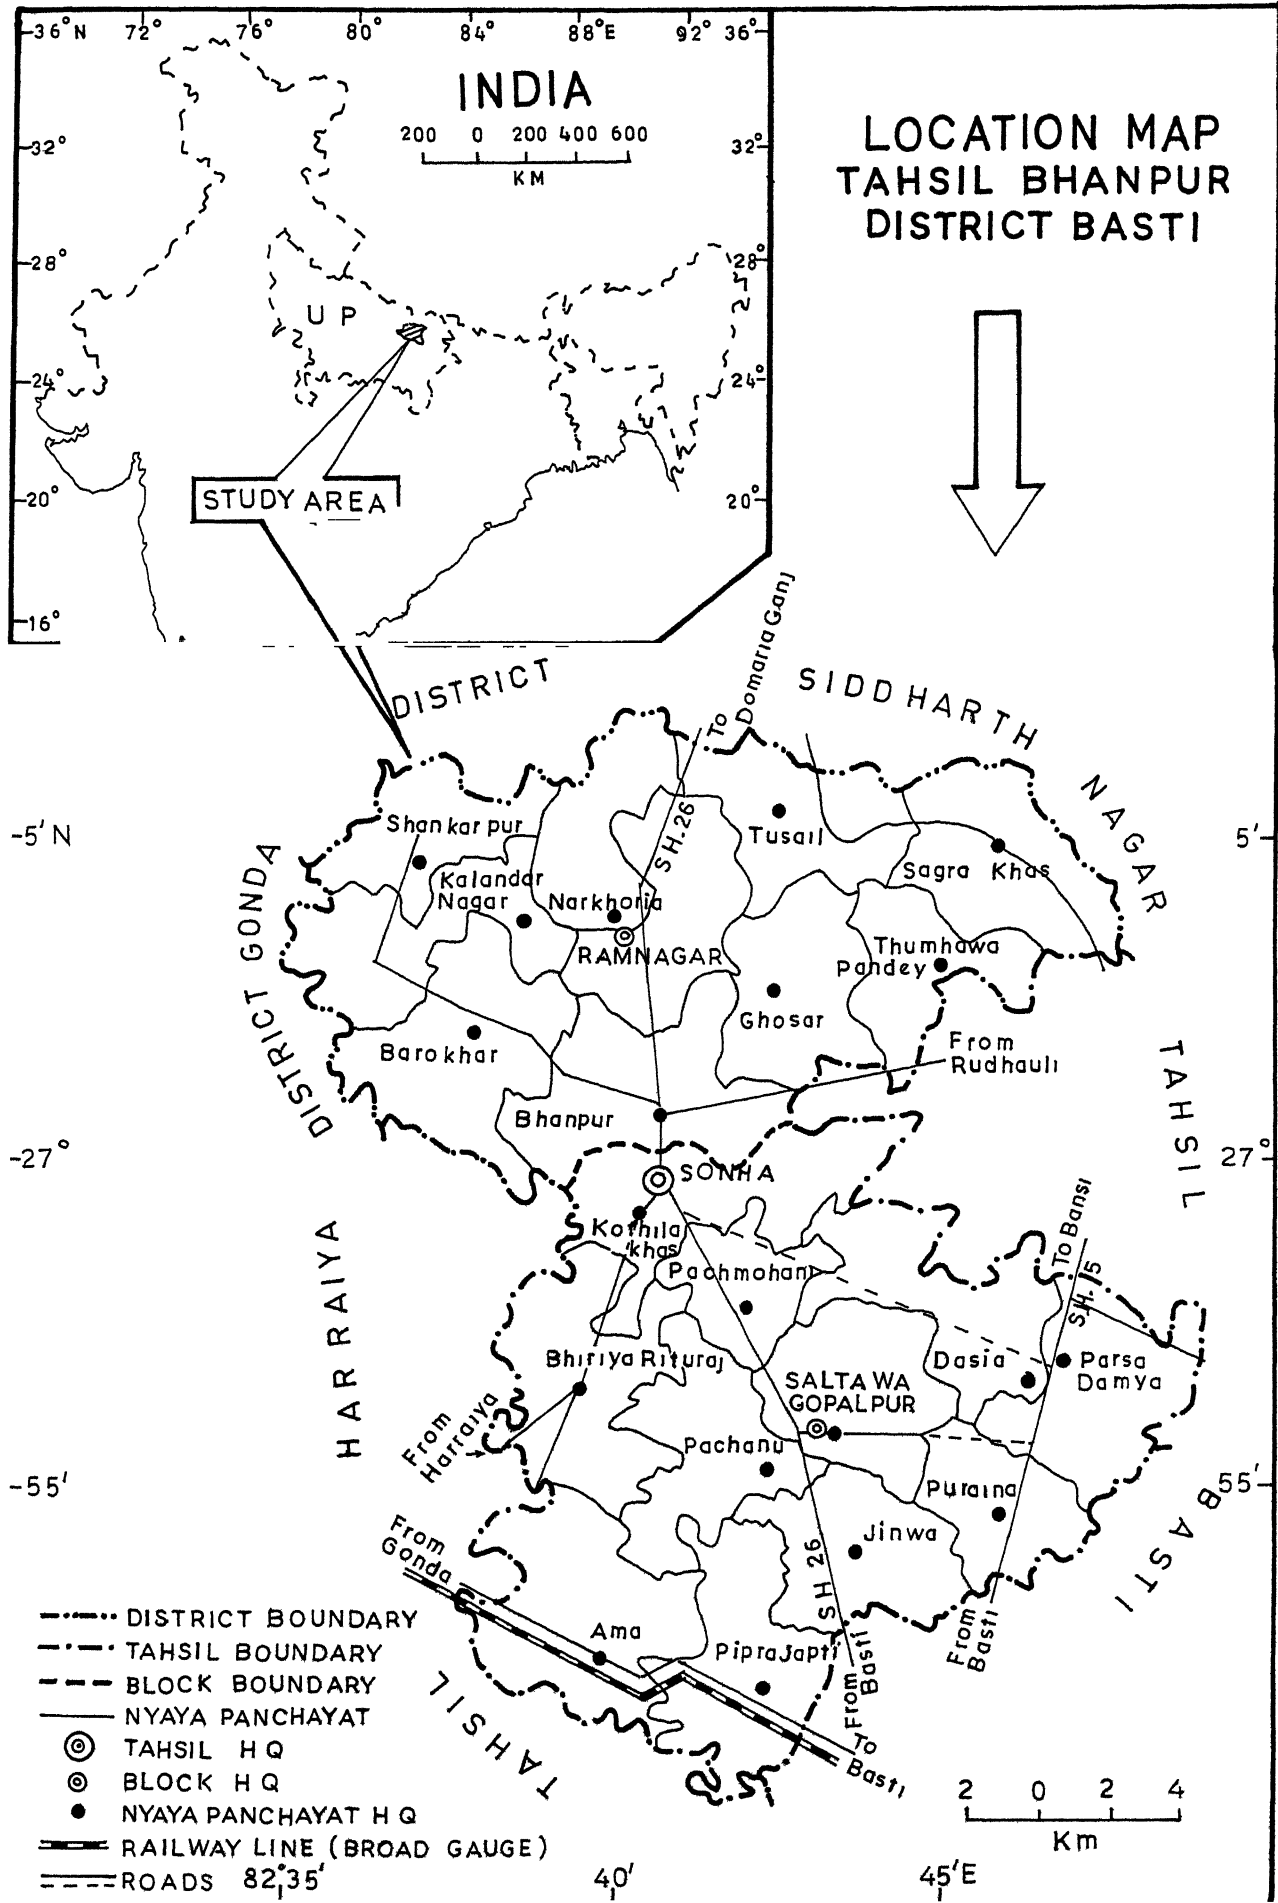 36°N 72° 76° 80° 84° 88°E 92° 36°
INDIA
200 0 200 400 600
KM
32° 32°
28° 28°
24° 24°
20° 20°
16°
UP
STUDY AREA
LOCATION MAP
TAHSIL BHANPUR
DISTRICT BASTI
DISTRICT SIDDHARTH NAGAR
To Domaria Ganj
5'N 5'
SH.26
Shankarpur
Tusail
Sagra Khas
Kalandar
Nagar
Narkhoria
RAMNAGAR
Thumhawa
Pandey
DISTRICT GONDA
Ghosar
Barokhar
From
Rudhauli
Bhanpur
27° 27°
SONHA
TAHSIL BASTI
Kothila
khas
Pachmohani
To Bansi
S.H. 15
HARRAIYA
Bhiriya Rituraj
Dasia
Parsa
Damya
SALTAWA
GOPALPUR
From
Harraiya
Pachanu
55' 55'
Puraina
Jinwa
SH 26
From
Gonda
Ama
Pipra Japti
From
Basti
From
Basti
To
Basti
TAHSIL
DISTRICT BOUNDARY
TAHSIL BOUNDARY
BLOCK BOUNDARY
NYAYA PANCHAYAT
TAHSIL HQ
BLOCK HQ
NYAYA PANCHAYAT HQ
RAILWAY LINE (BROAD GAUGE)
ROADS
2 0 2 4
Km
82°35' 40' 45'E